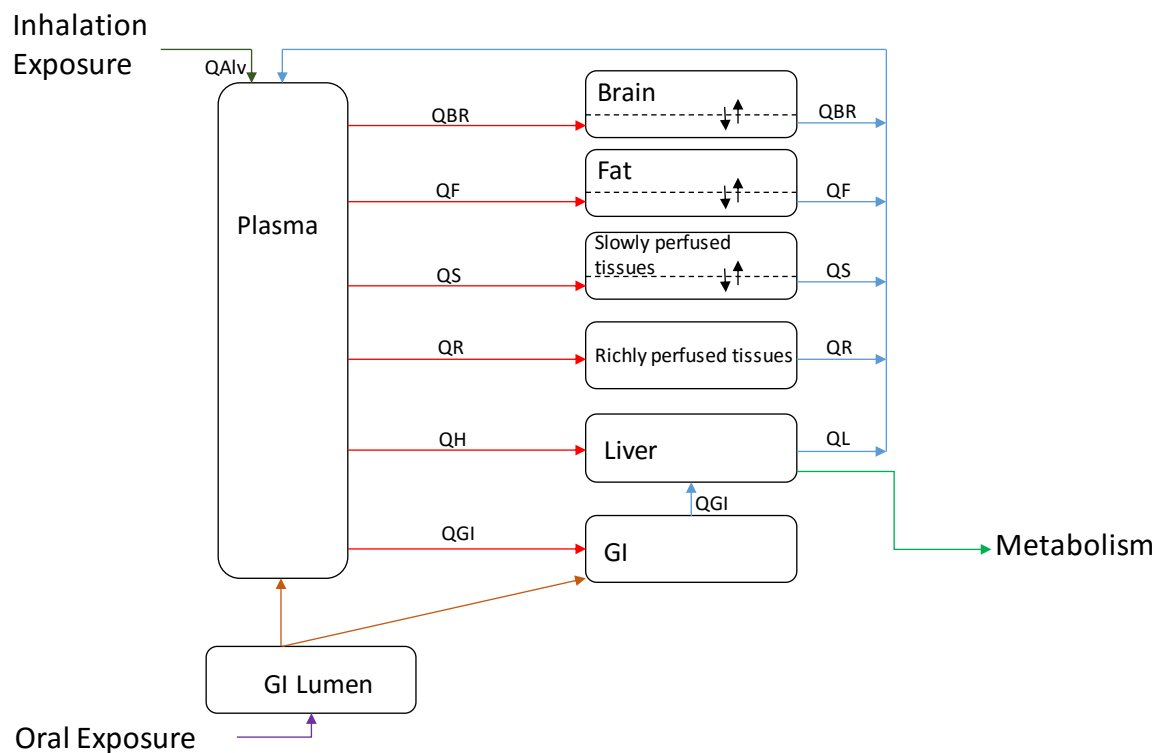 Inhalation
Exposure
QAlv
Plasma
QBR
Brain
QBR
QF
Fat
QF
QS
Slowly perfused
tissues
QS
QR
Richly perfused tissues
QR
QH
Liver
QL
QGI
QGI
GI
Metabolism
GI Lumen
Oral Exposure